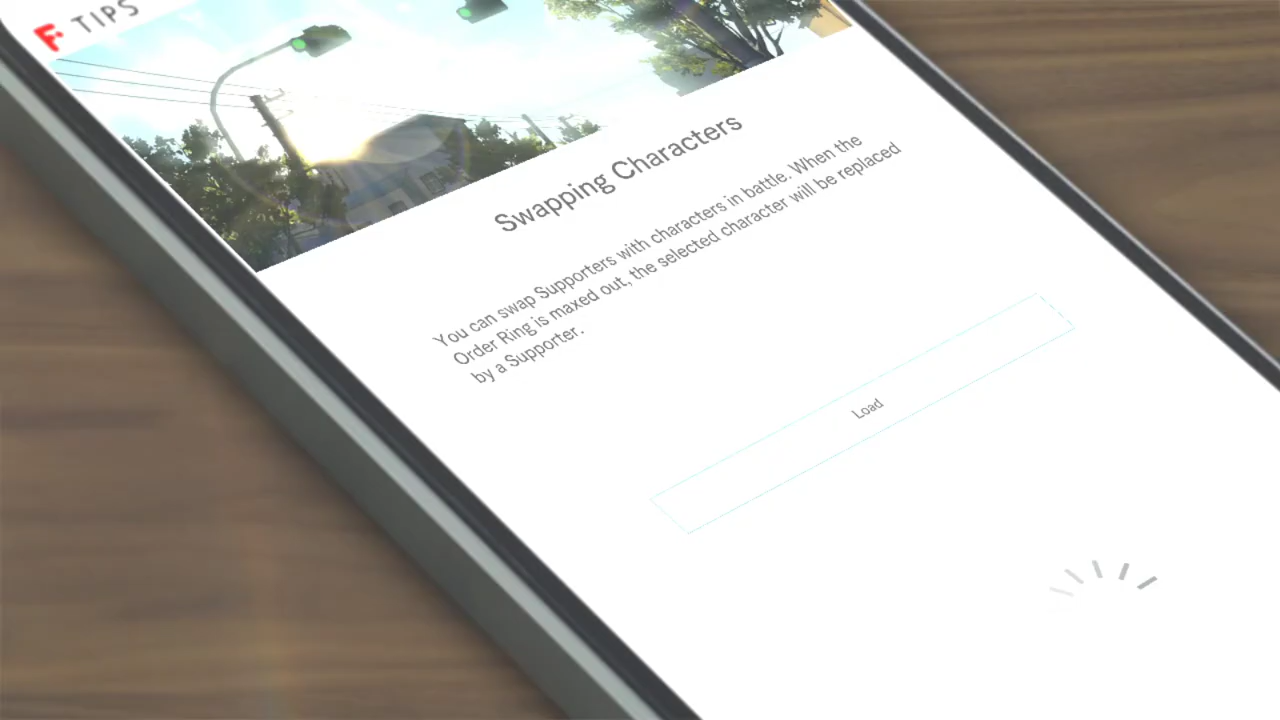 F TIPS
Swapping Characters
You can swap Supporters with characters in battle. When the
Order Ring is maxed out, the selected character will be replaced
by a Supporter.
Load